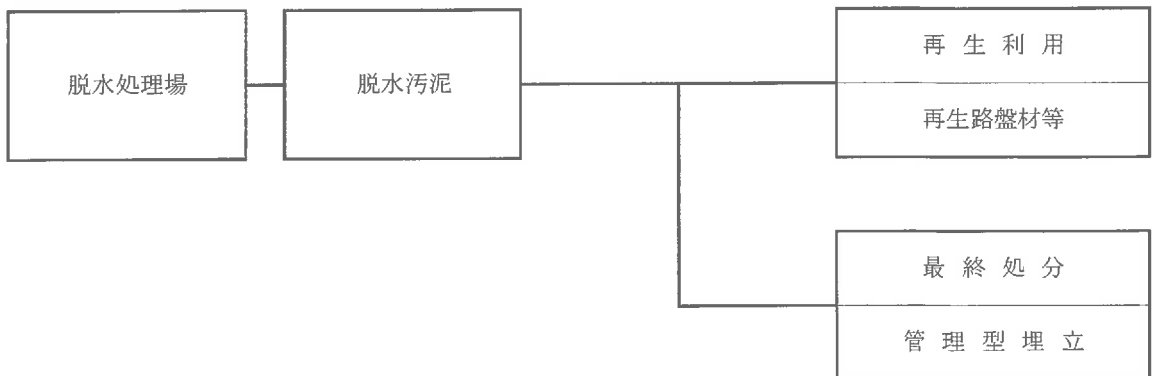 脱水処理場
脱水汚泥
再生利用
再生路盤材等
最終処分
管理型埋立